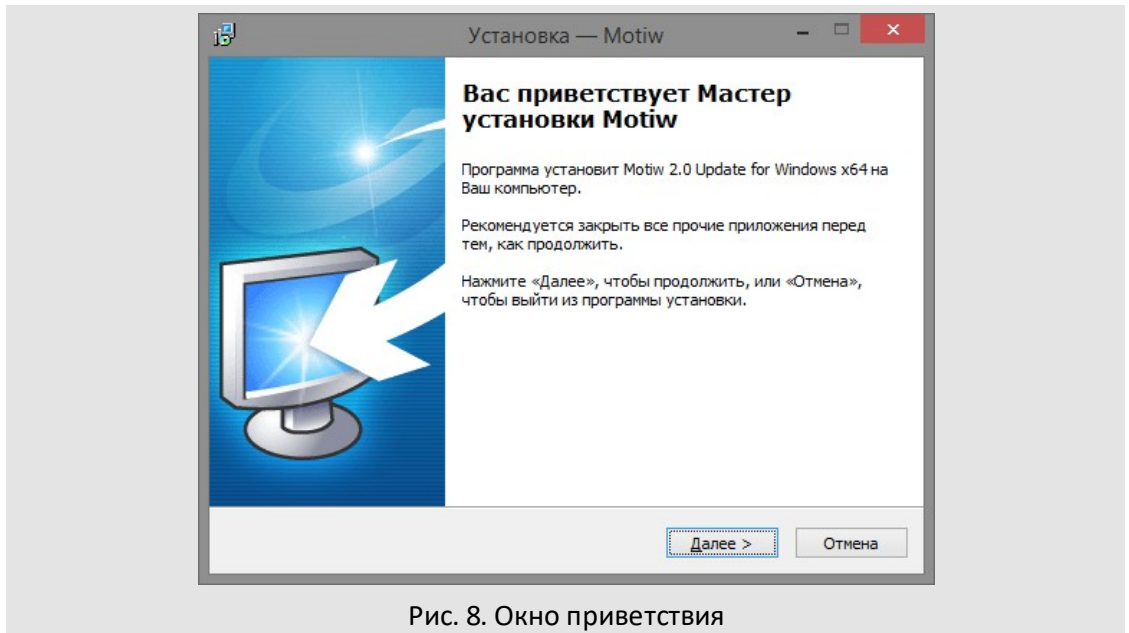 Установка — Motiw
Вас приветствует Мастер
установки Motiw
Программа установит Motiw 2.0 Update for Windows x64 на
Ваш компьютер.
Рекомендуется закрыть все прочие приложения перед
тем, как продолжить.
Нажмите «Далее», чтобы продолжить, или «Отмена»,
чтобы выйти из программы установки.
Далее >
Отмена
Рис. 8. Окно приветствия